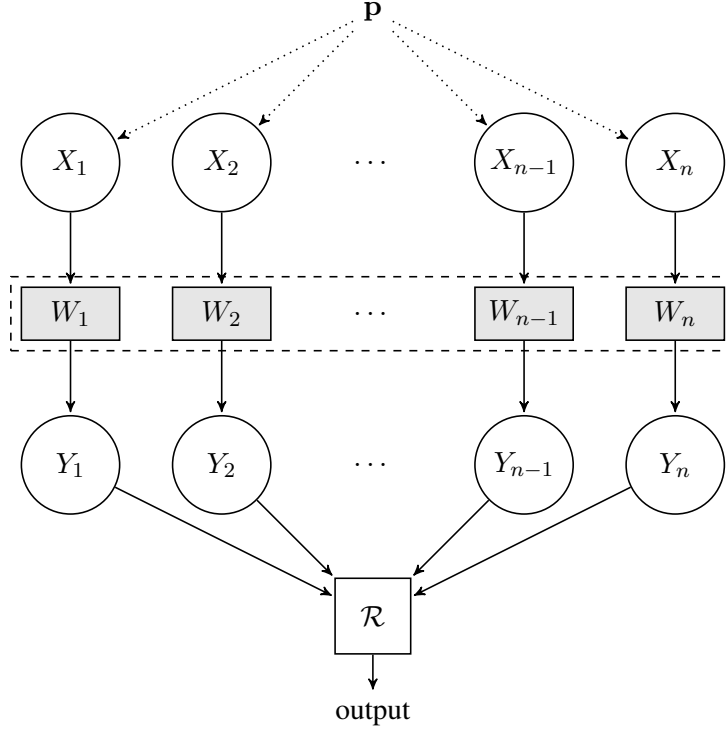 p
X₁ X₂ ⋯ Xₙ₋₁ Xₙ
W₁ W₂ ⋯ Wₙ₋₁ Wₙ
Y₁ Y₂ ⋯ Yₙ₋₁ Yₙ
ℛ
output